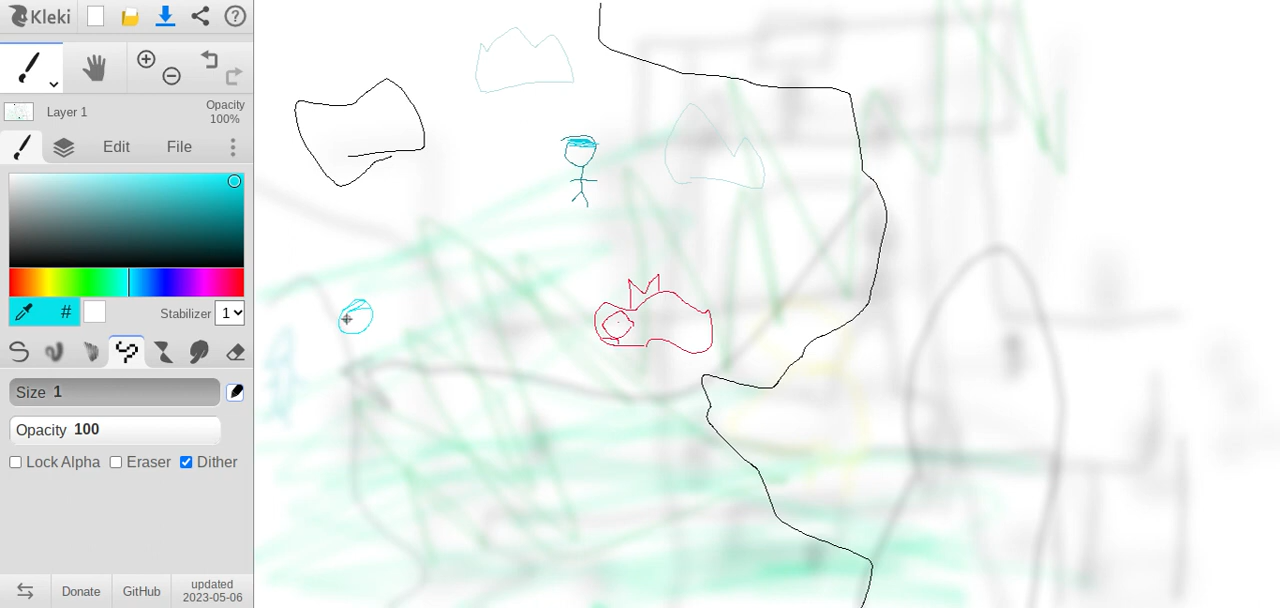 Kleki
Layer 1
Opacity
100%
Edit
File
#
Stabilizer 1
Size 1
Opacity 100
Lock Alpha
Eraser
Dither
Donate
GitHub
updated
2023-05-06